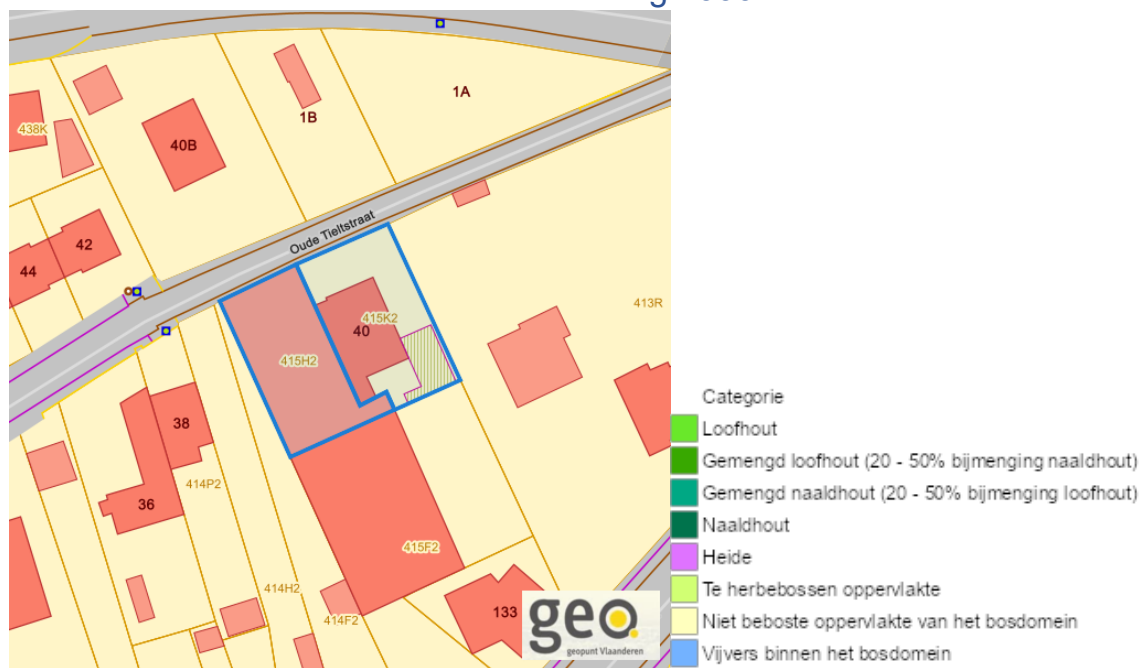 1A
1B
438K
40B
Oude Tieltstraat
42
44
413R
415K2
40
415H2
38
414P2
36
415F2
414H2
133
414F2
geo
geopunt Vlaanderen
Categorie
Loofhout
Gemengd loofhout (20 - 50% bijmenging naaldhout)
Gemengd naaldhout (20 - 50% bijmenging loofhout)
Naaldhout
Heide
Te herbebossen oppervlakte
Niet beboste oppervlakte van het bosdomein
Vijvers binnen het bosdomein